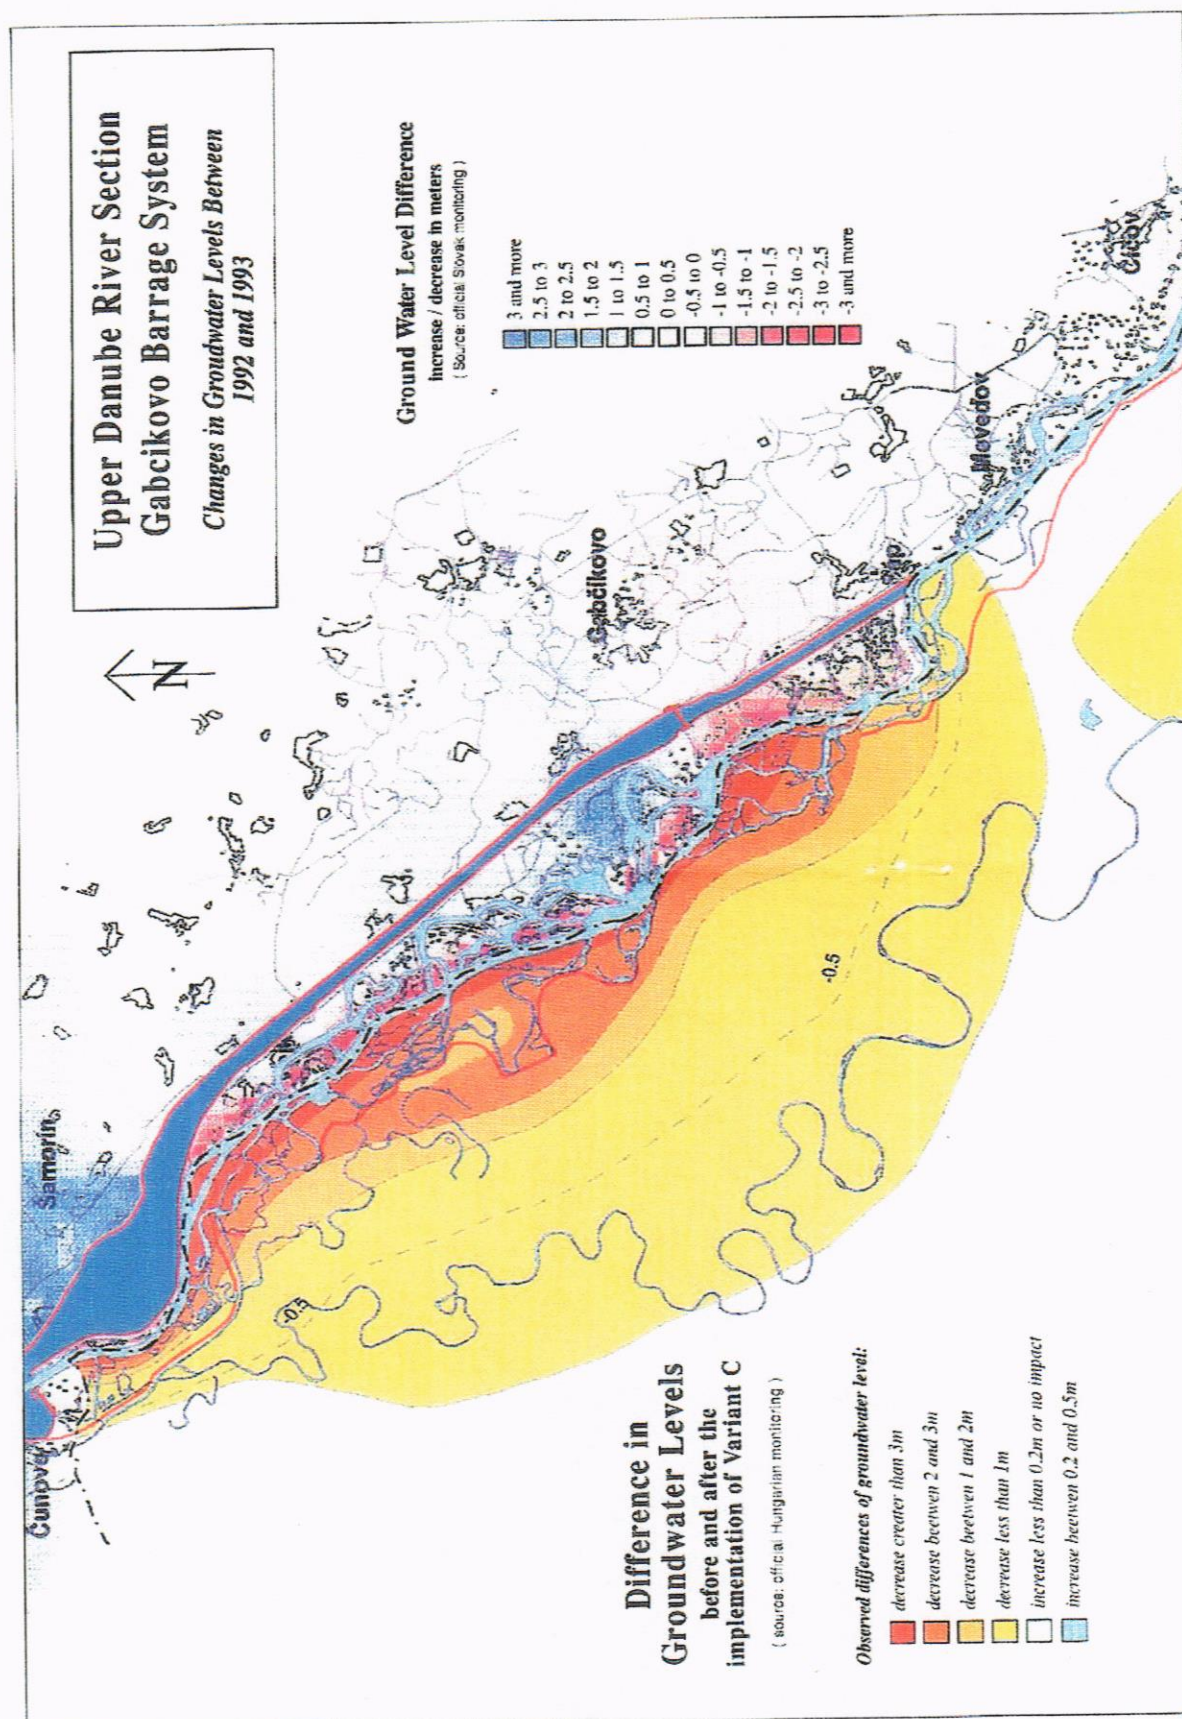 Upper Danube River Section
Gabcikovo Barrage System
Changes in Groudwater Levels Between
1992 and 1993
N
Ground Water Level Difference
increase / decrease in meters
( Source: official Slovak monitoring )
3 and more
2.5 to 3
2 to 2.5
1.5 to 2
1 to 1.5
0.5 to 1
0 to 0.5
-0.5 to 0
-1 to -0.5
-1.5 to -1
-2 to -1.5
-2.5 to -2
-3 to -2.5
-3 und more
Čunovo
Šamorín
Gabčíkovo
Medvedov
Číčov
-0.5
-0.5
Difference in
Groundwater Levels
before and after the
implementation of Variant C
( source: official Hungarian monitoring )
Observed differences of groundwater level:
decrease creater than 3m
decrease beetwen 2 and 3m
decrease beetwen 1 and 2m
decrease less than 1m
increase less than 0.2m or no impact
increase beetwen 0.2 and 0.5m